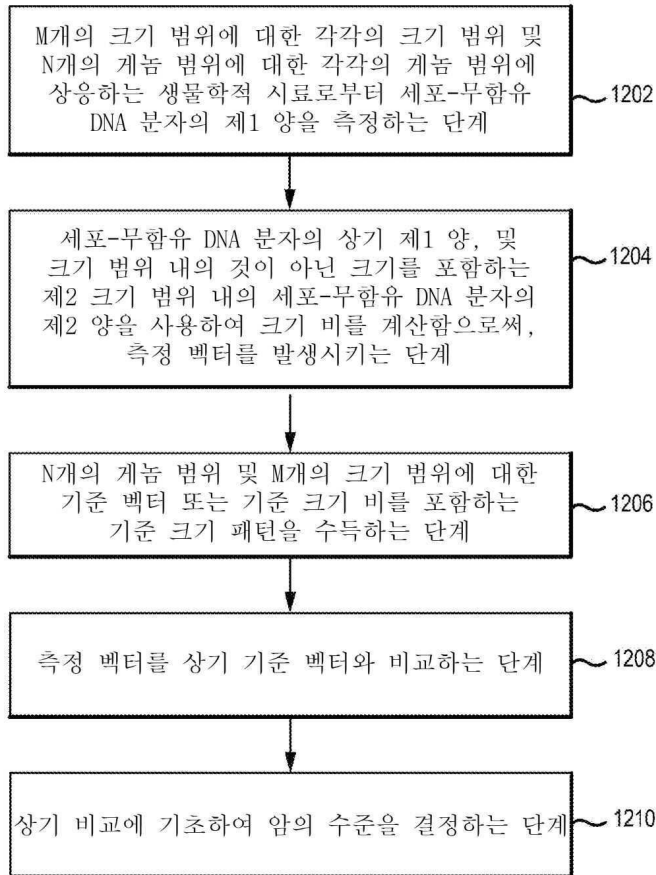 M개의 크기 범위에 대한 각각의 크기 범위 및
N개의 게놈 범위에 대한 각각의 게놈 범위에
상응하는 생물학적 시료로부터 세포-무함유
DNA 분자의 제1 양을 측정하는 단계
1202
세포-무함유 DNA 분자의 상기 제1 양, 및
크기 범위 내의 것이 아닌 크기를 포함하는
제2 크기 범위 내의 세포-무함유 DNA 분자의
제2 양을 사용하여 크기 비를 계산함으로써,
측정 벡터를 발생시키는 단계
1204
N개의 게놈 범위 및 M개의 크기 범위에 대한
기준 벡터 또는 기준 크기 비를 포함하는
기준 크기 패턴을 수득하는 단계
1206
측정 벡터를 상기 기준 벡터와 비교하는 단계
1208
상기 비교에 기초하여 암의 수준을 결정하는 단계
1210